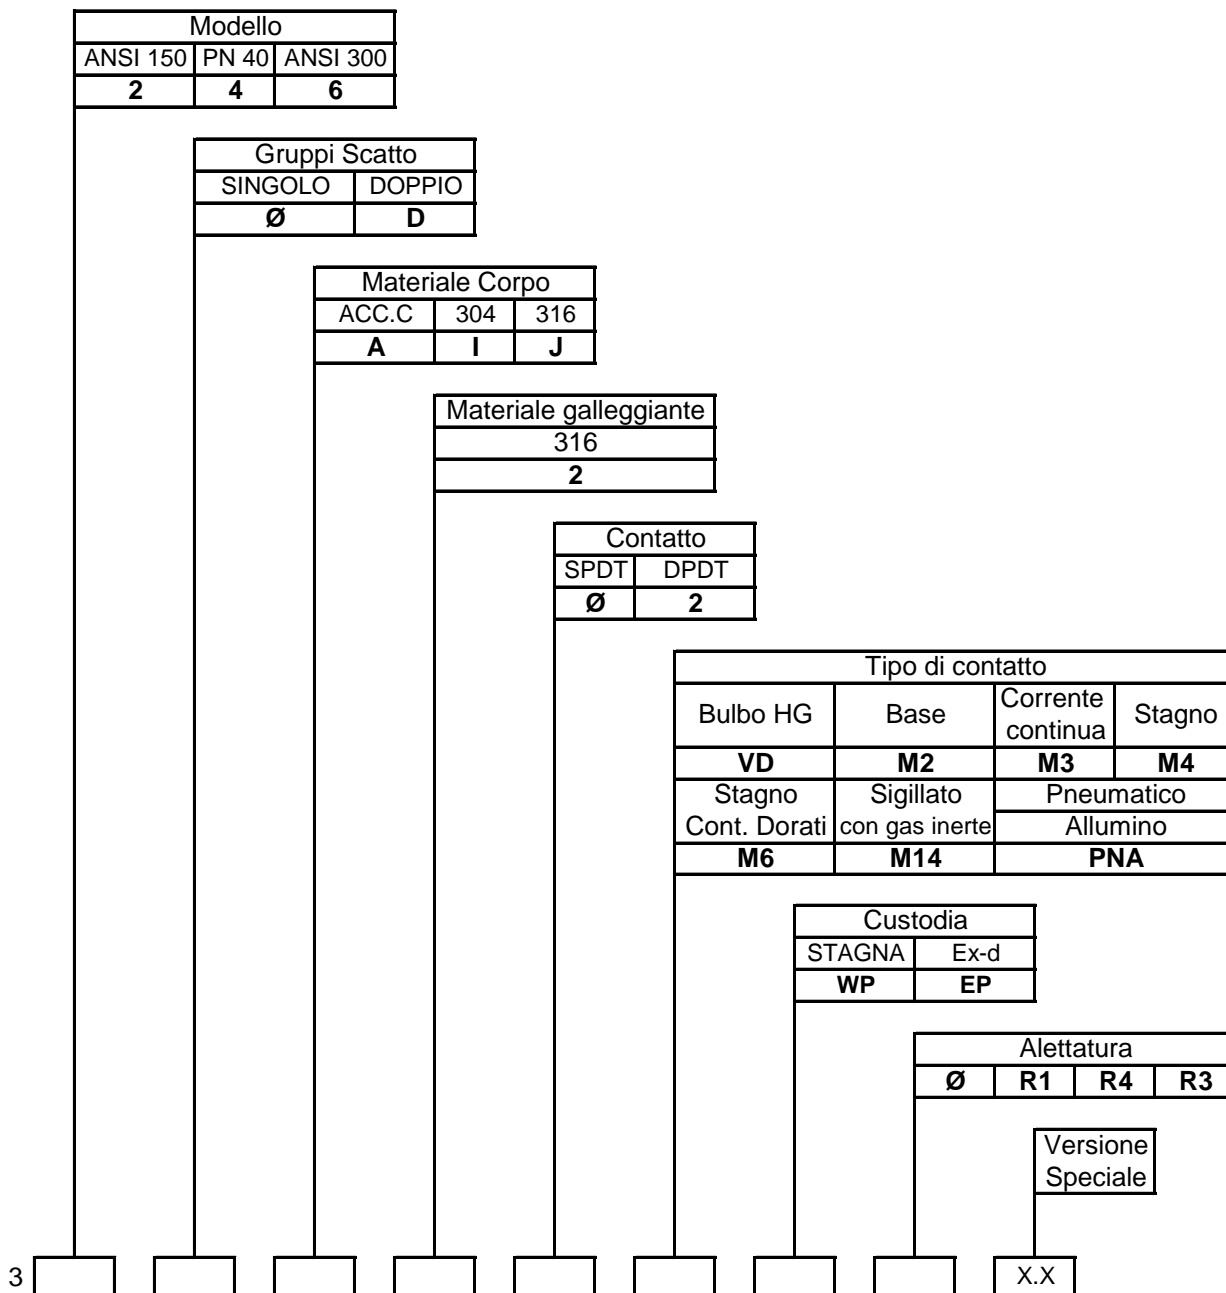 Modello
ANSI 150 PN 40 ANSI 300
2 4 6
Gruppi Scatto
SINGOLO DOPPIO
Ø D
Materiale Corpo
ACC.C 304 316
A I J
Materiale galleggiante
316
2
Contatto
SPDT DPDT
Ø 2
Tipo di contatto
Bulbo HG Base Corrente continua Stagno
VD M2 M3 M4
Stagno Sigillato Pneumatico
Cont. Dorati con gas inerte Allumino
M6 M14 PNA
Custodia
STAGNA Ex-d
WP EP
Alettatura
Ø R1 R4 R3
Versione
Speciale
3 X.X